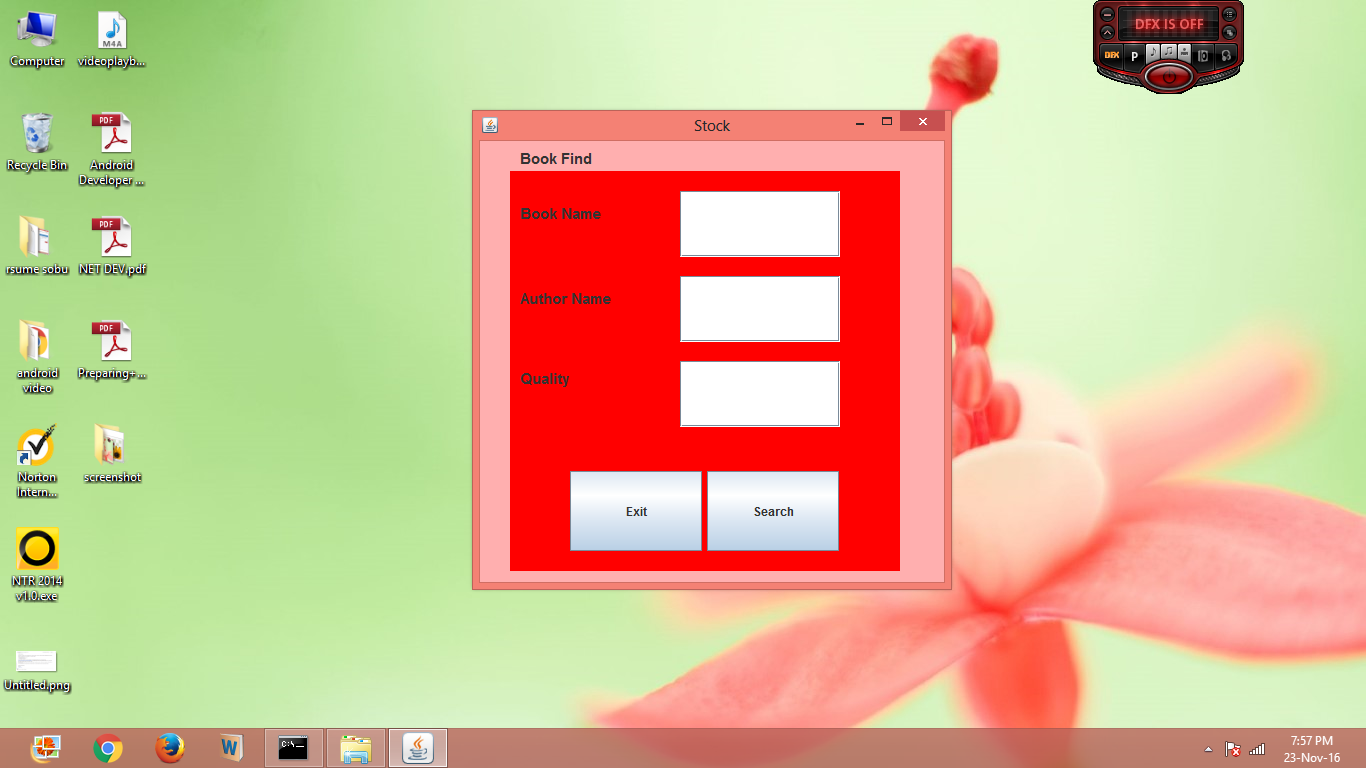 Computer
videoplayb...
M4A
Recycle Bin
PDF
Android
Developer ...
rsume sobu
PDF
NET DEV.pdf
android
video
PDF
Preparing+...
Norton
Intern...
screenshot
NTR 2014
v1.0.exe
Untitled.png
DFX IS OFF
DFX
P
Stock
Book Find
Book Name
Author Name
Quality
Exit
Search
W
C:\
7:57 PM
23-Nov-16